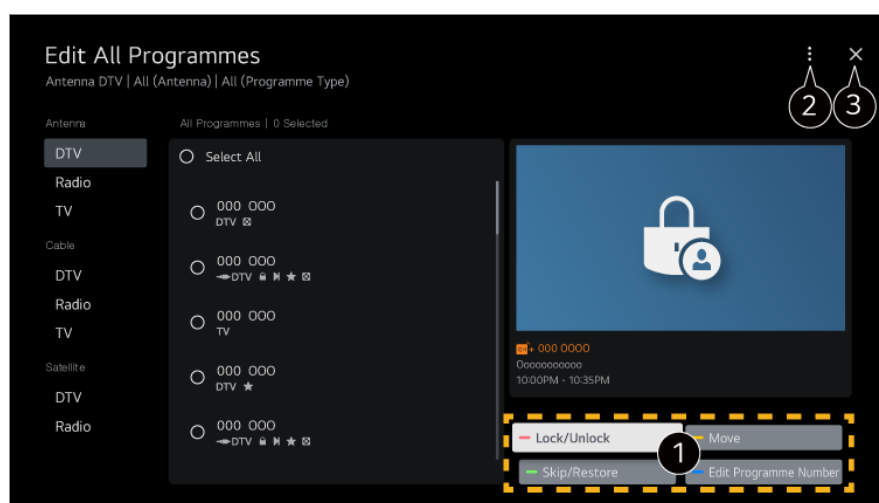 Edit All Programmes
Antenna DTV | All (Antenna) | All (Programme Type)
2
3
Antenna
DTV
Radio
TV
Cable
DTV
Radio
TV
Satellite
DTV
Radio
All Programmes | 0 Selected
Select All
000 000
DTV
000 000
DTV
000 000
TV
000 000
DTV
000 000
DTV
+ 000 0000
Ooooooooooo
10:00PM - 10:35PM
Lock/Unlock
Move
1
Skip/Restore
Edit Programme Number